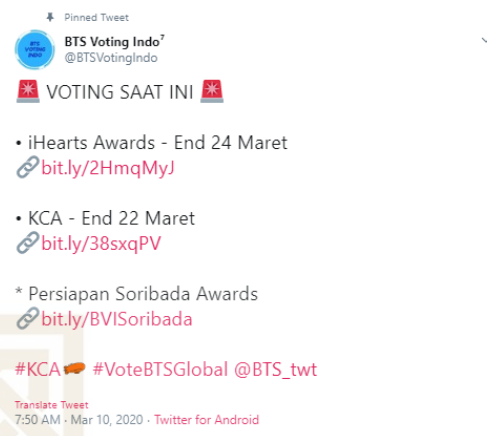 Pinned Tweet
BTS Voting Indo⁷
@BTSVotingIndo
🚨 VOTING SAAT INI 🚨
• iHearts Awards - End 24 Maret
🔗bit.ly/2HmqMyJ
• KCA - End 22 Maret
🔗bit.ly/38sxqPV
* Persiapan Soribada Awards
🔗bit.ly/BVISoribada
#KCA #VoteBTSGlobal @BTS_twt
Translate Tweet
7:50 AM · Mar 10, 2020 · Twitter for Android